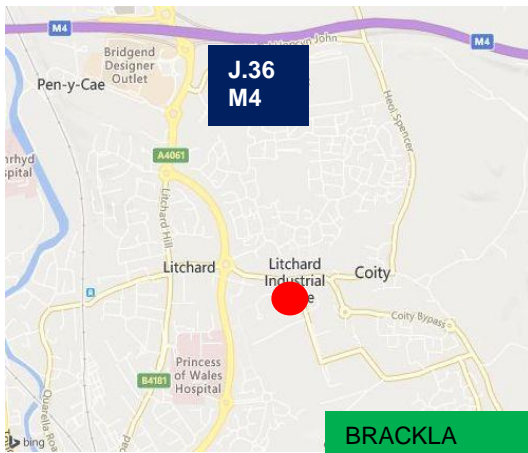 M4
M4
Bridgend
Designer
Outlet
J.36
M4
Pen-y-Cae
Heol Spencer
A4061
Litchard Hill
Litchard
Litchard
Industrial
Coity
Coity Bypass
Princess
of Wales
Hospital
B4181
bing
BRACKLA